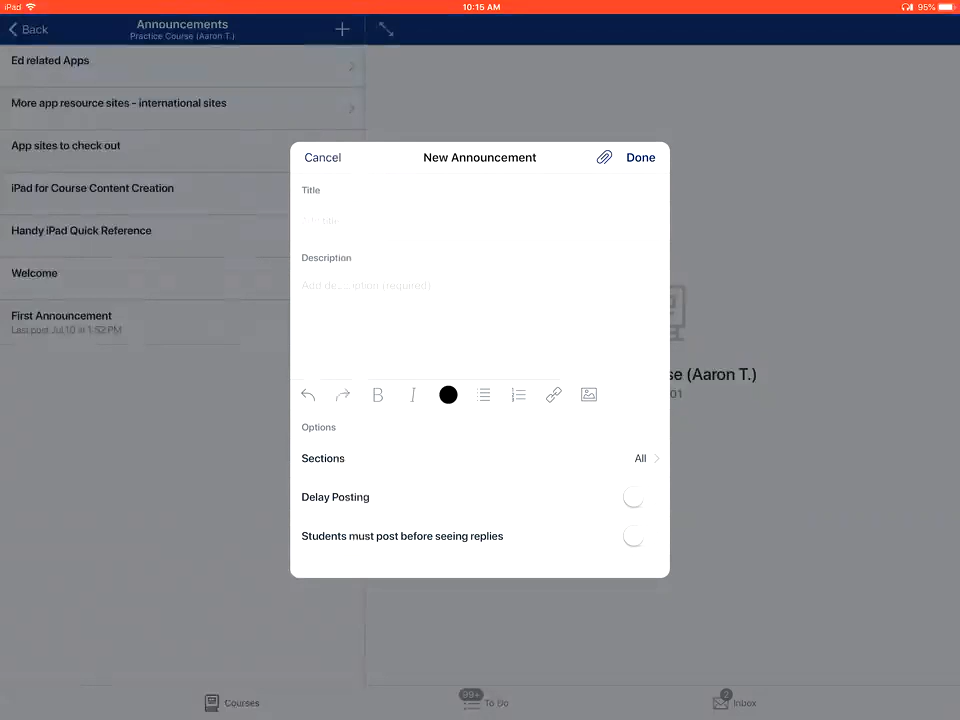 iPad
10:15 AM
95%
Back
Announcements
Practice Course (Aaron T.)
Ed related Apps
More app resource sites - international sites
App sites to check out
iPad for Course Content Creation
Handy iPad Quick Reference
Welcome
First Announcement
Last post Jul 10 at 1:52 PM
Cancel
New Announcement
Done
Title
Description
Add (required)
B I
Options
Sections
All
Delay Posting
Students must post before seeing replies
se (Aaron T.)
01
Courses
99+
To Do
2
Inbox